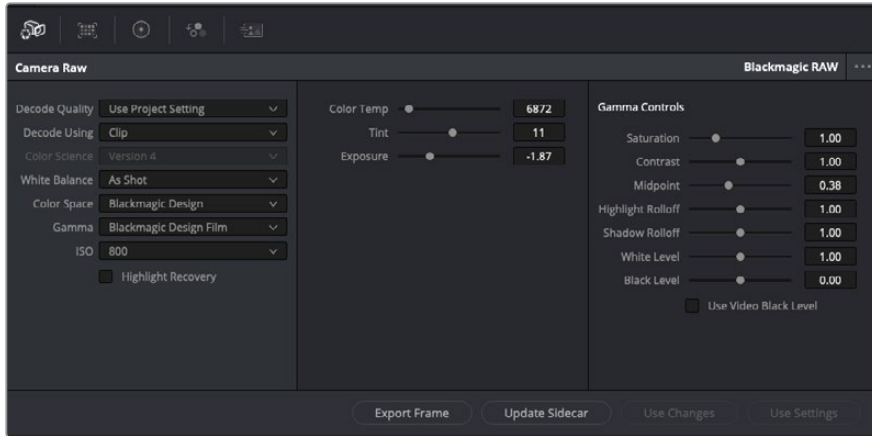 Camera Raw
Blackmagic RAW
Decode Quality Use Project Setting
Decode Using Clip
Color Science Version 4
White Balance As Shot
Color Space Blackmagic Design
Gamma Blackmagic Design Film
ISO 800
Highlight Recovery
Color Temp 6872
Tint 11
Exposure -1.87
Gamma Controls
Saturation 1.00
Contrast 1.00
Midpoint 0.38
Highlight Rolloff 1.00
Shadow Rolloff 1.00
White Level 1.00
Black Level 0.00
Use Video Black Level
Export Frame
Update Sidecar
Use Changes
Use Settings